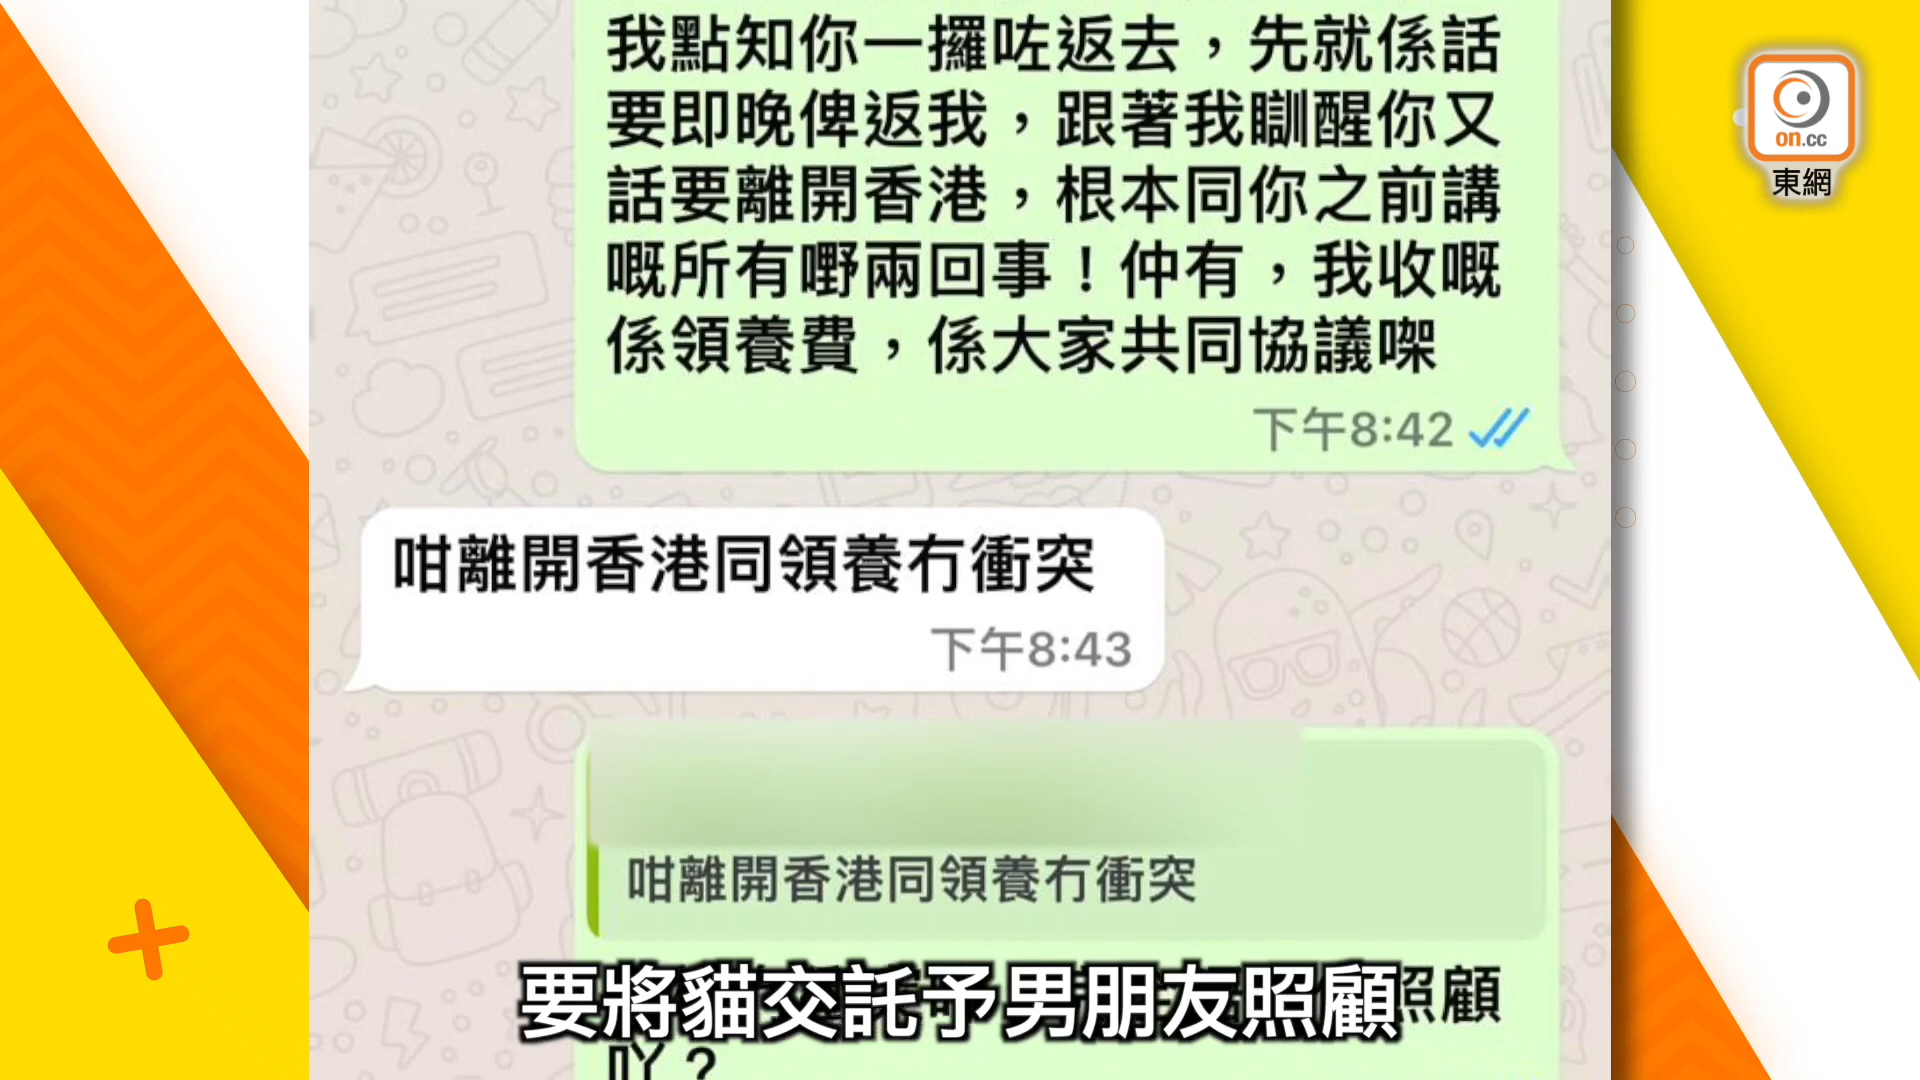 我點知你一攞咗返去，先就係話
要即晚俾返我，跟著我瞓醒你又
話要離開香港，根本同你之前講
嘅所有嘢兩回事！仲有，我收嘅
係領養費，係大家共同協議㗎
下午8:42
咁離開香港同領養冇衝突
下午8:43
咁離開香港同領養冇衝突
照顧
吖？
要將貓交託予男朋友照顧
on.cc
東網